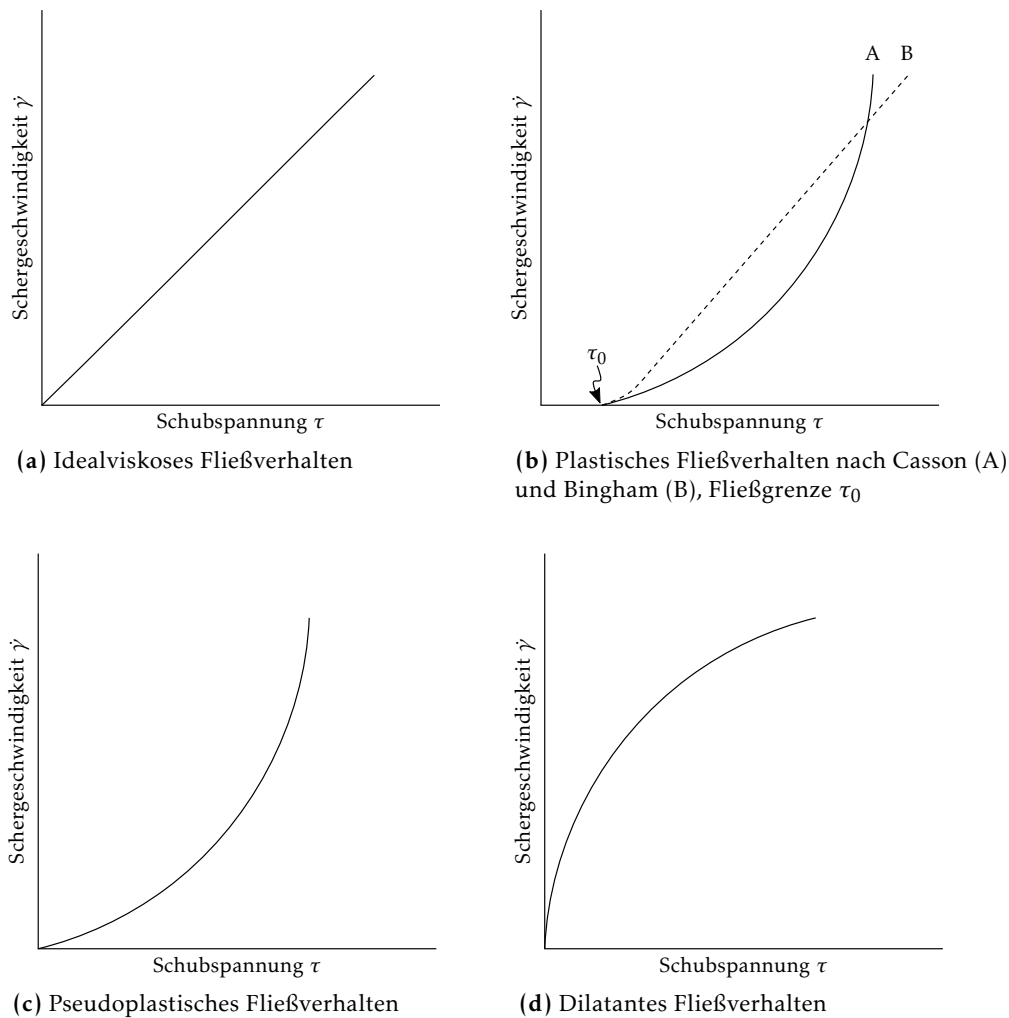 Schergeschwindigkeit γ̇
Schubspannung τ
(a) Idealviskoses Fließverhalten
A B
Schergeschwindigkeit γ̇
τ₀
Schubspannung τ
(b) Plastisches Fließverhalten nach Casson (A)
und Bingham (B), Fließgrenze τ₀
Schergeschwindigkeit γ̇
Schubspannung τ
(c) Pseudoplastisches Fließverhalten
Schergeschwindigkeit γ̇
Schubspannung τ
(d) Dilatantes Fließverhalten